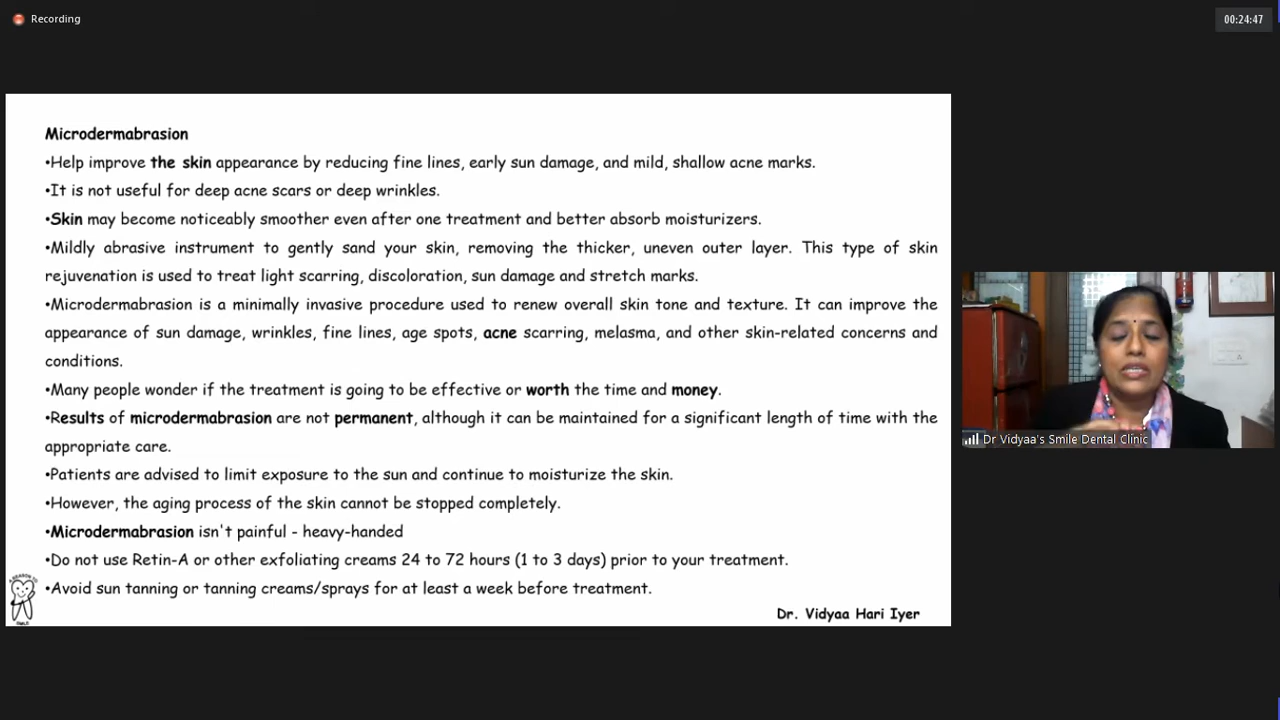 Recording
00:24:47
Microdermabrasion
•Help improve the skin appearance by reducing fine lines, early sun damage, and mild, shallow acne marks.
•It is not useful for deep acne scars or deep wrinkles.
•Skin may become noticeably smoother even after one treatment and better absorb moisturizers.
•Mildly abrasive instrument to gently sand your skin, removing the thicker, uneven outer layer. This type of skin
rejuvenation is used to treat light scarring, discoloration, sun damage and stretch marks.
•Microdermabrasion is a minimally invasive procedure used to renew overall skin tone and texture. It can improve the
appearance of sun damage, wrinkles, fine lines, age spots, acne scarring, melasma, and other skin-related concerns and
conditions.
•Many people wonder if the treatment is going to be effective or worth the time and money.
•Results of microdermabrasion are not permanent, although it can be maintained for a significant length of time with the
appropriate care.
•Patients are advised to limit exposure to the sun and continue to moisturize the skin.
•However, the aging process of the skin cannot be stopped completely.
•Microdermabrasion isn't painful - heavy-handed
•Do not use Retin-A or other exfoliating creams 24 to 72 hours (1 to 3 days) prior to your treatment.
•Avoid sun tanning or tanning creams/sprays for at least a week before treatment.
Dr. Vidyaa Hari Iyer
Dr Vidyaa's Smile Dental Clinic